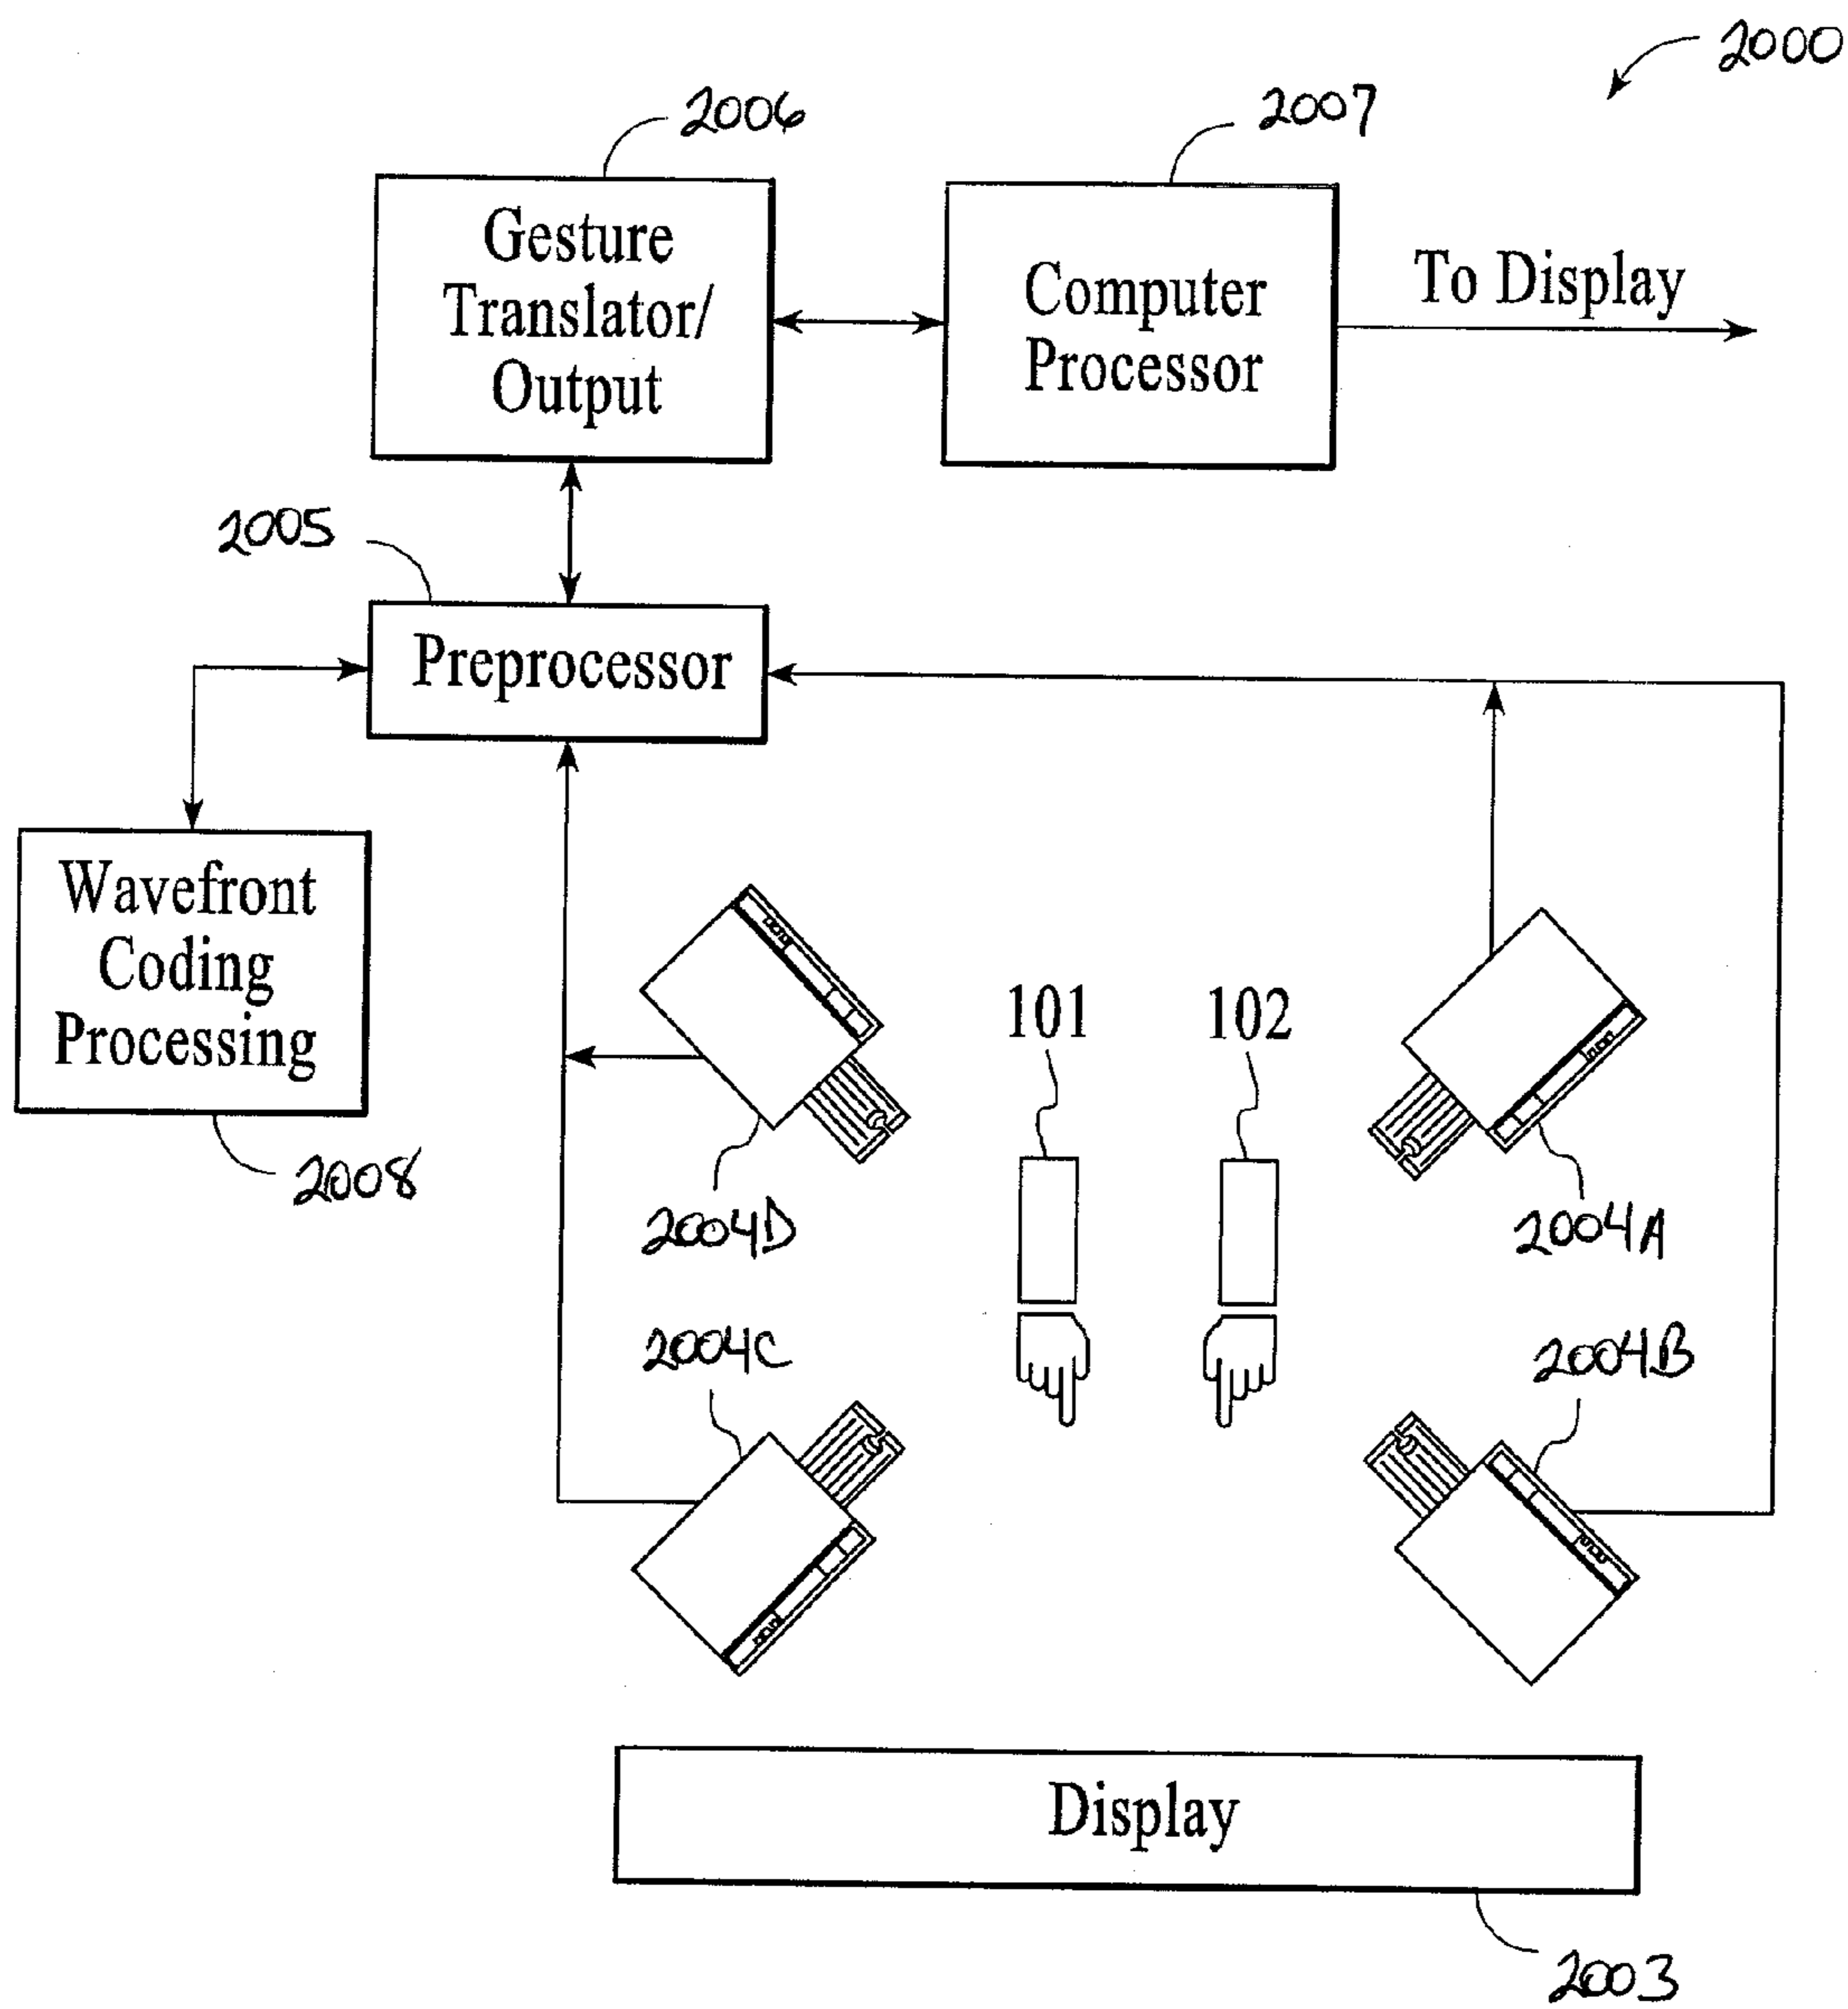 2000
2006
2007
Gesture
Translator/
Output
Computer
Processor
To Display
2005
Preprocessor
Wavefront
Coding
Processing
2008
101
102
2004D
2004A
2004C
2004B
Display
2003